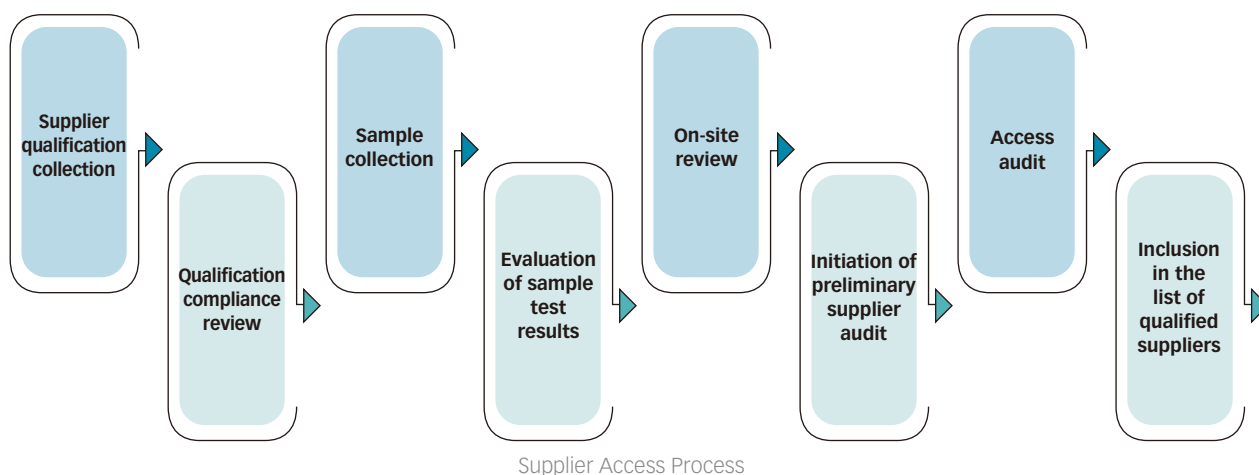 Supplier
qualification
collection
Qualification
compliance
review
Sample
collection
Evaluation
of sample
test
results
On-site
review
Initiation of
preliminary
supplier
audit
Access
audit
Inclusion
in the
list of
qualified
suppliers
Supplier Access Process